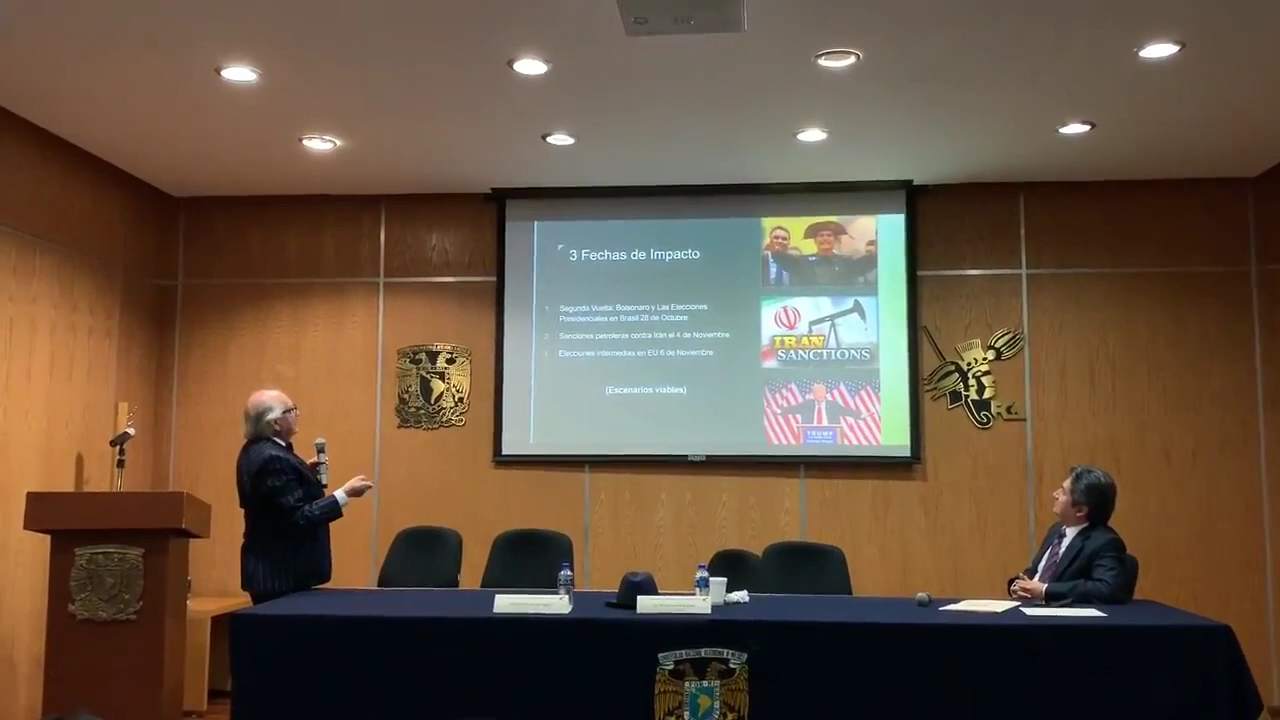 3 Fechas de Impacto
1 Segunda Vuelta: Bolsonaro y Las Elecciones
Presidenciales en Brasil 28 de Octubre
2 Sanciones petroleras contra Irán el 4 de Noviembre
3 Elecciones intermedias en EU 6 de Noviembre
(Escenarios viables)
IRAN
SANCTIONS
TRUMP